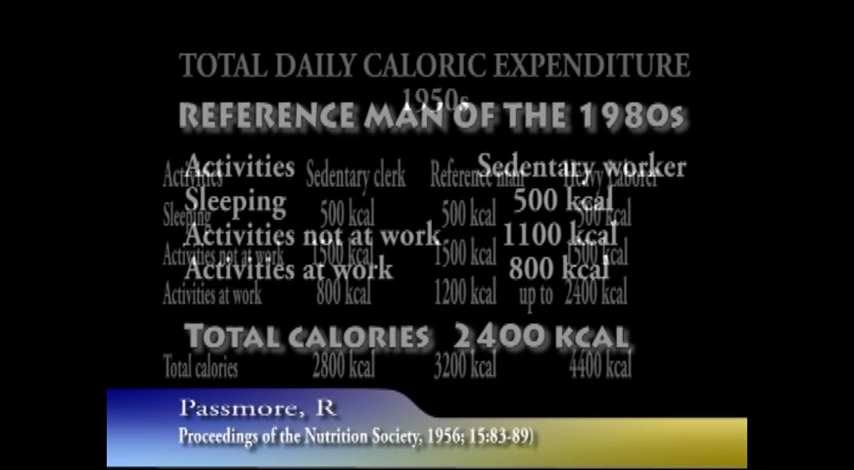 TOTAL DAILY CALORIC EXPENDITURE
1950s
REFERENCE MAN OF THE 1980s
Activities Sedentary worker
Sleeping 500 kcal
Activities not at work 1100 kcal
Activities at work 800 kcal
TOTAL CALORIES 2400 KCAL
Activities Sedentary clerk Reference man Heavy Laborer
Sleeping 500 kcal 500 kcal 500 kcal
Activities not at work 1500 kcal 1500 kcal 1500 kcal
Activities at work 800 kcal 1200 kcal up to 2400 kcal
Total calories 2800 kcal 3200 kcal 4400 kcal
Passmore, R
Proceedings of the Nutrition Society, 1956; 15:83-89)